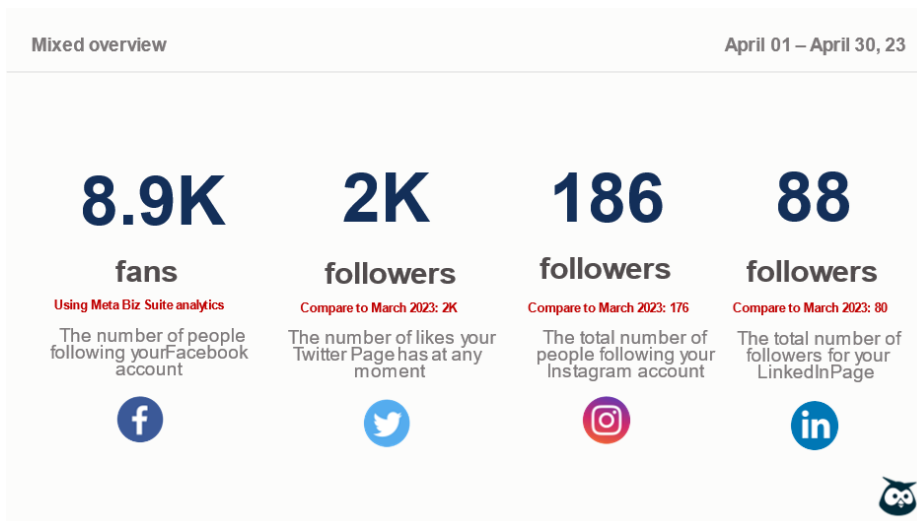 Mixed overview
April 01 – April 30, 23
8.9K
fans
Using Meta Biz Suite analytics
The number of people
following yourFacebook
account
2K
followers
Compare to March 2023: 2K
The number of likes your
Twitter Page has at any
moment
186
followers
Compare to March 2023: 176
The total number of
people following your
Instagram account
88
followers
Compare to March 2023: 80
The total number of
followers for your
LinkedInPage
f
in